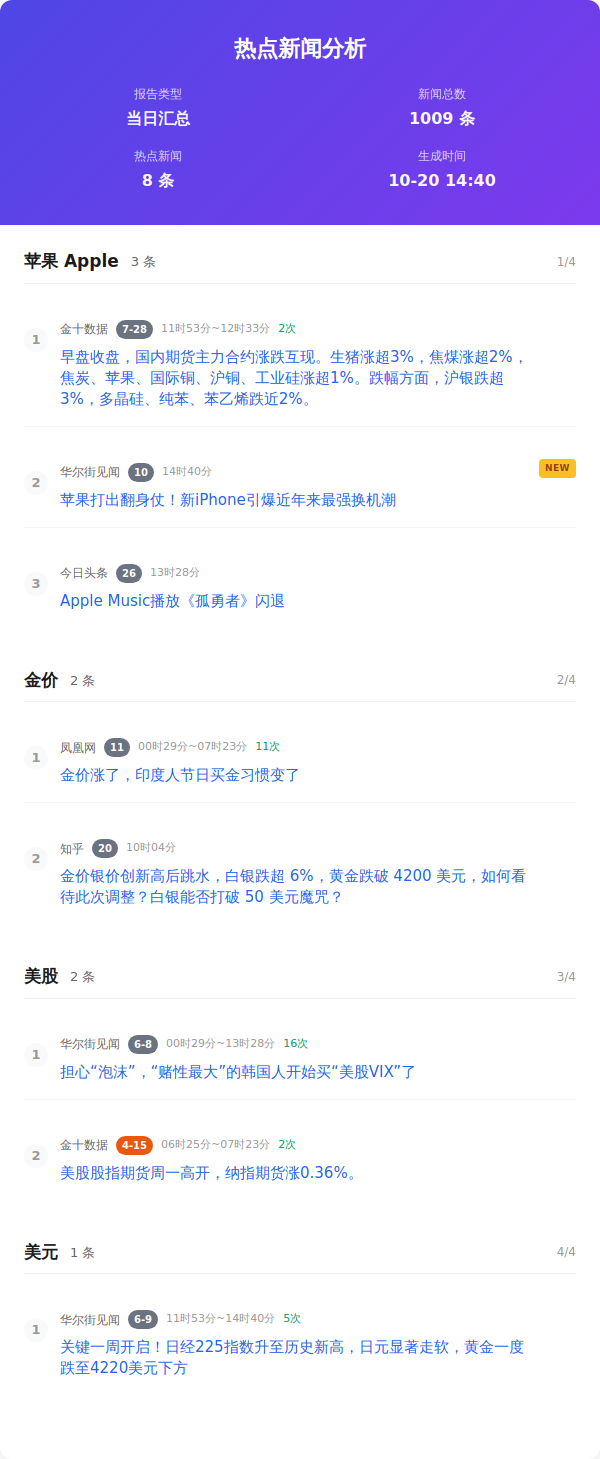 热点新闻分析
报告类型
新闻总数
当日汇总
1009 条
热点新闻
生成时间
8 条
10-20 14:40
苹果 Apple 3 条 1/4
1
金十数据 7-28 11时53分~12时33分 2次
早盘收盘，国内期货主力合约涨跌互现。生猪涨超3%，焦煤涨超2%，
焦炭、苹果、国际铜、沪铜、工业硅涨超1%。跌幅方面，沪银跌超
3%，多晶硅、纯苯、苯乙烯跌近2%。
2
华尔街见闻 10 14时40分 NEW
苹果打出翻身仗！新iPhone引爆近年来最强换机潮
3
今日头条 26 13时28分
Apple Music播放《孤勇者》闪退
金价 2 条 2/4
1
凤凰网 11 00时29分~07时23分 11次
金价涨了，印度人节日买金习惯变了
2
知乎 20 10时04分
金价银价创新高后跳水，白银跌超 6%，黄金跌破 4200 美元，如何看
待此次调整？白银能否打破 50 美元魔咒？
美股 2 条 3/4
1
华尔街见闻 6-8 00时29分~13时28分 16次
担心“泡沫”，“赌性最大”的韩国人开始买“美股VIX”了
2
金十数据 4-15 06时25分~07时23分 2次
美股股指期货周一高开，纳指期货涨0.36%。
美元 1 条 4/4
1
华尔街见闻 6-9 11时53分~14时40分 5次
关键一周开启！日经225指数升至历史新高，日元显著走软，黄金一度
跌至4220美元下方